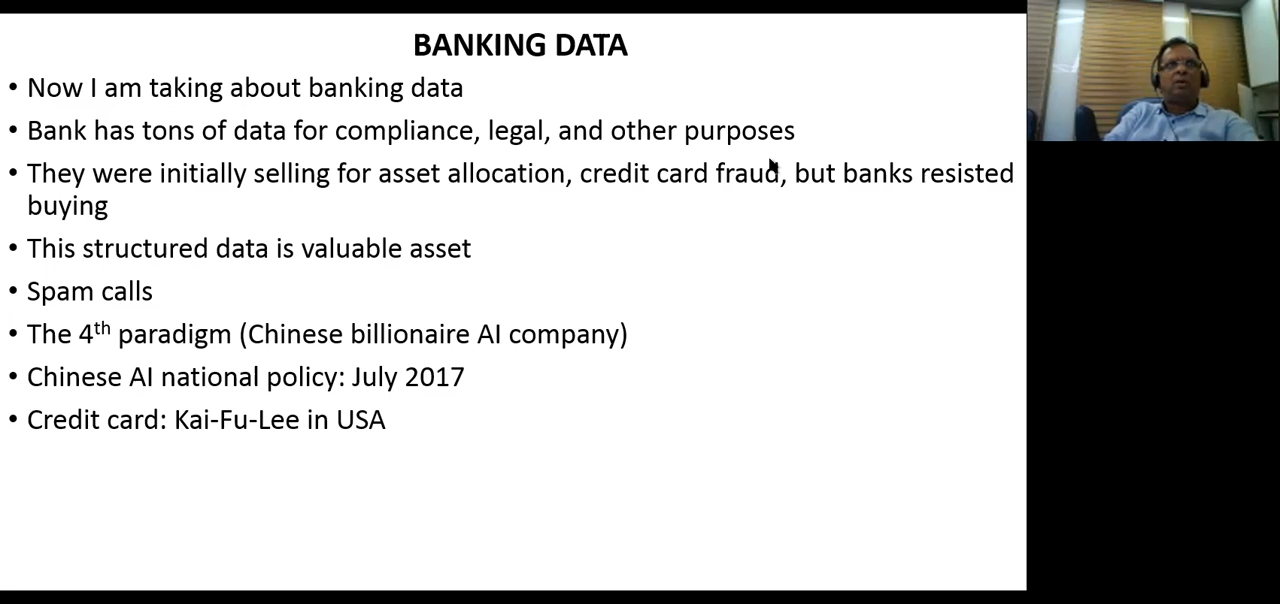 BANKING DATA
• Now I am taking about banking data
• Bank has tons of data for compliance, legal, and other purposes
• They were initially selling for asset allocation, credit card fraud, but banks resisted
buying
• This structured data is valuable asset
• Spam calls
• The 4th paradigm (Chinese billionaire AI company)
• Chinese AI national policy: July 2017
• Credit card: Kai-Fu-Lee in USA